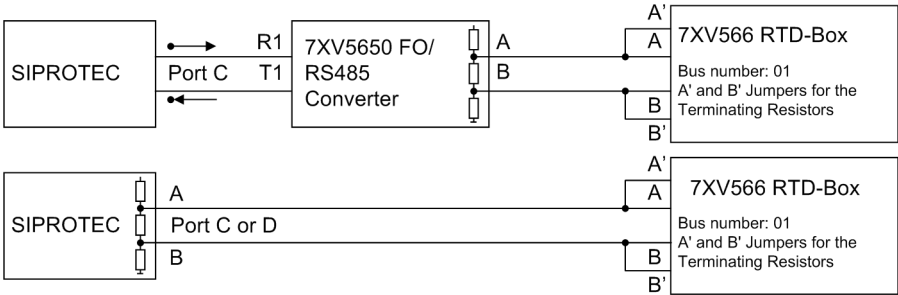 SIPROTEC
R1
T1
Port C
7XV5650 FO/
RS485
Converter
A
B
A'
A
B
B'
7XV566 RTD-Box
Bus number: 01
A' and B' Jumpers for the
Terminating Resistors
SIPROTEC
A
Port C or D
B
A'
A
B
B'
7XV566 RTD-Box
Bus number: 01
A' and B' Jumpers for the
Terminating Resistors